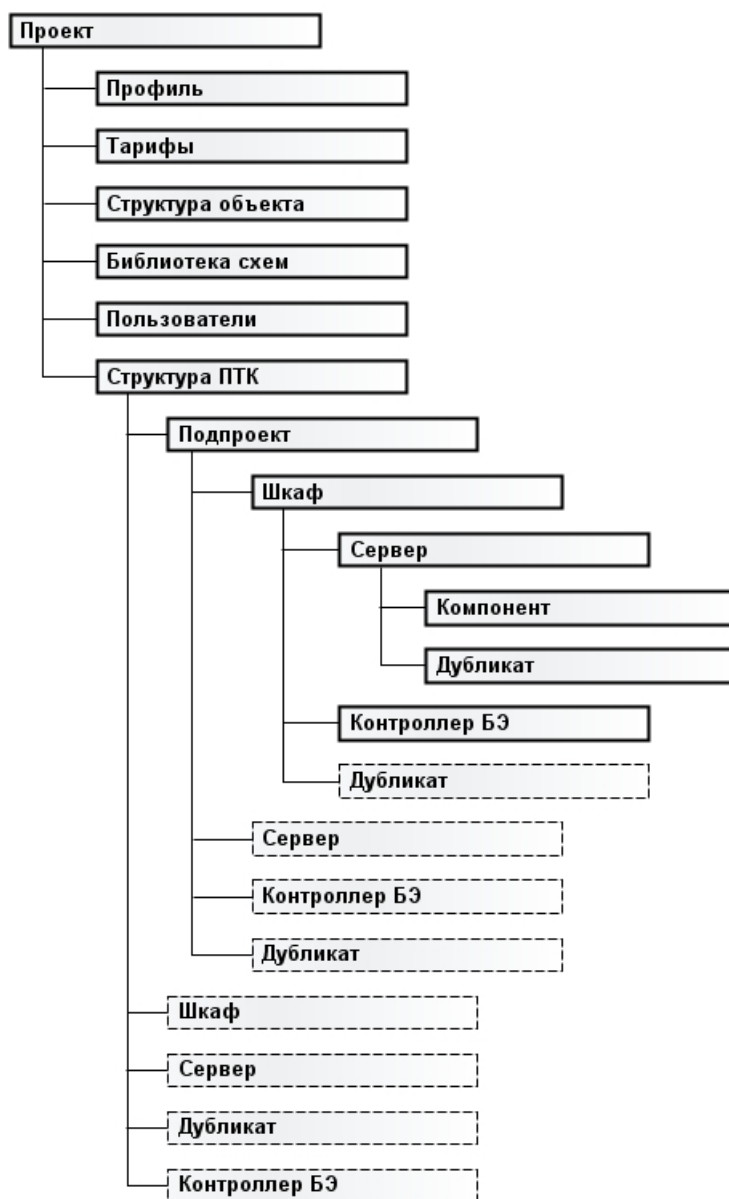 Проект
Профиль
Тарифы
Структура объекта
Библиотека схем
Пользователи
Структура ПТК
Подпроект
Шкаф
Сервер
Компонент
Дубликат
Контроллер БЭ
Дубликат
Сервер
Контроллер БЭ
Дубликат
Шкаф
Сервер
Дубликат
Контроллер БЭ